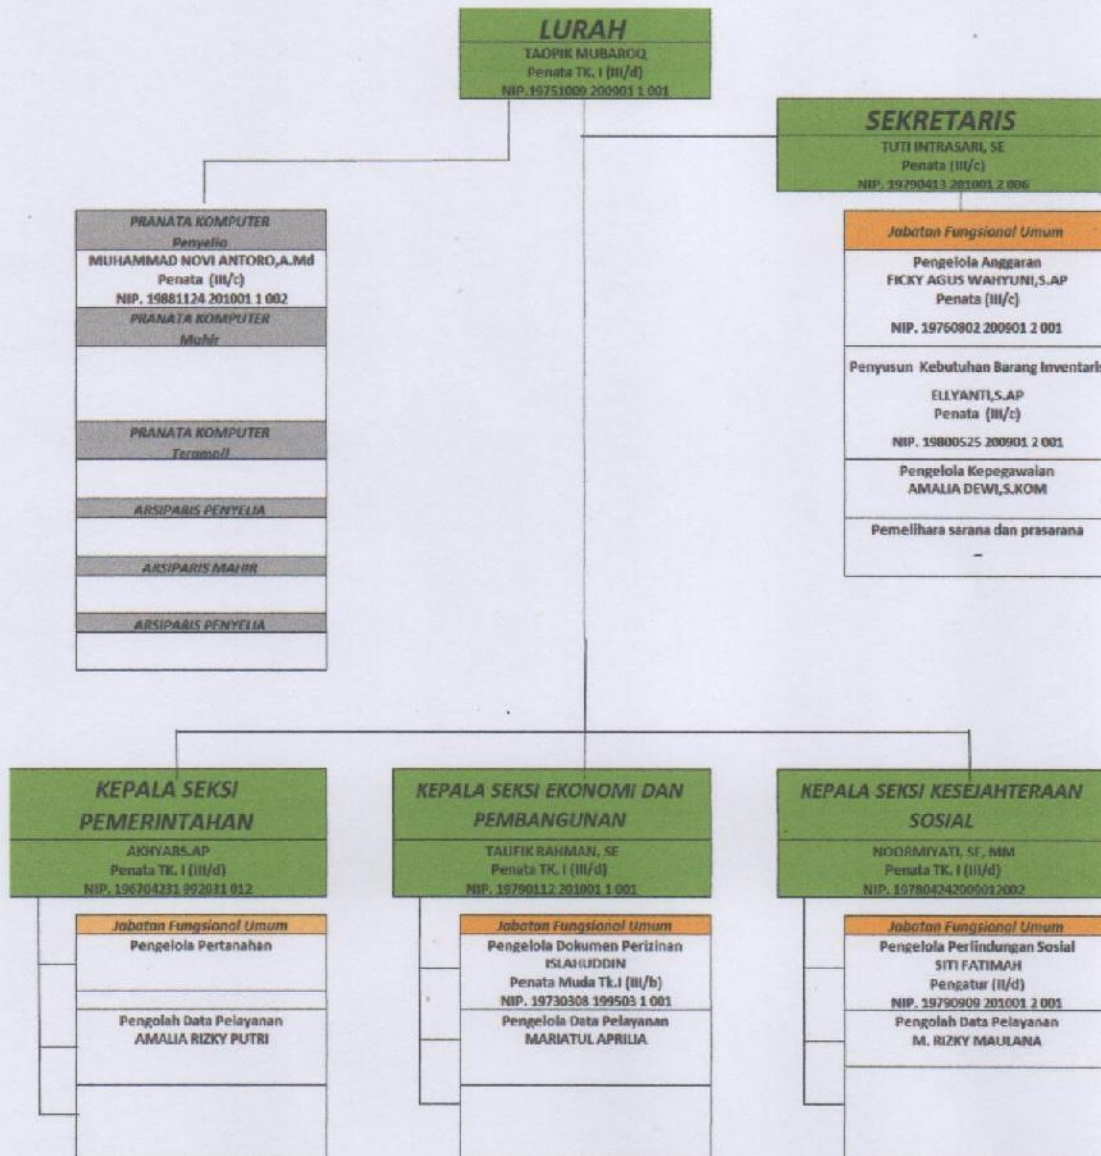 LURAH
TAOPIK MUBAROQ
Penata TK. I (III/d)
NIP.19751009 200901 1 001
SEKRETARIS
TUTI INTRASARI, SE
Penata (III/c)
NIP. 19790413 201001 2 006
PRANATA KOMPUTER
Penyelia
MUHAMMAD NOVI ANTORO,A.Md
Penata (III/c)
NIP. 19881124 201001 1 002
PRANATA KOMPUTER
Mahir
PRANATA KOMPUTER
Terampil
ARSIPARIS PENYELIA
ARSIPARIS MAHIR
ARSIPARIS PENYELIA
Jabatan Fungsional Umum
Pengelola Anggaran
FICKY AGUS WAHYUNI,S.AP
Penata (III/c)
NIP. 19760802 200901 2 001
Penyusun Kebutuhan Barang Inventaris
ELLYANTI,S.AP
Penata (III/c)
NIP. 19800525 200901 2 001
Pengelola Kepegawaian
AMALIA DEWI,S.KOM
Pemelihara sarana dan prasarana
–
KEPALA SEKSI
PEMERINTAHAN
AKHYARS.AP
Penata TK. I (III/d)
NIP. 196704231 992031 012
Jabatan Fungsional Umum
Pengelola Pertanahan
Pengolah Data Pelayanan
AMALIA RIZKY PUTRI
KEPALA SEKSI EKONOMI DAN
PEMBANGUNAN
TAUFIK RAHMAN, SE
Penata TK. I (III/d)
NIP. 19790112 201001 1 001
Jabatan Fungsional Umum
Pengelola Dokumen Perizinan
ISLAHUDDIN
Penata Muda Tk.I (III/b)
NIP. 19730308 199503 1 001
Pengelola Data Pelayanan
MARIATUL APRILIA
KEPALA SEKSI KESEJAHTERAAN
SOSIAL
NOORMIYATI, SE, MM
Penata TK. I (III/d)
NIP. 197804242009012002
Jabatan Fungsional Umum
Pengelola Perlindungan Sosial
SITI FATIMAH
Pengatur (II/d)
NIP. 19790909 201001 2 001
Pengolah Data Pelayanan
M. RIZKY MAULANA